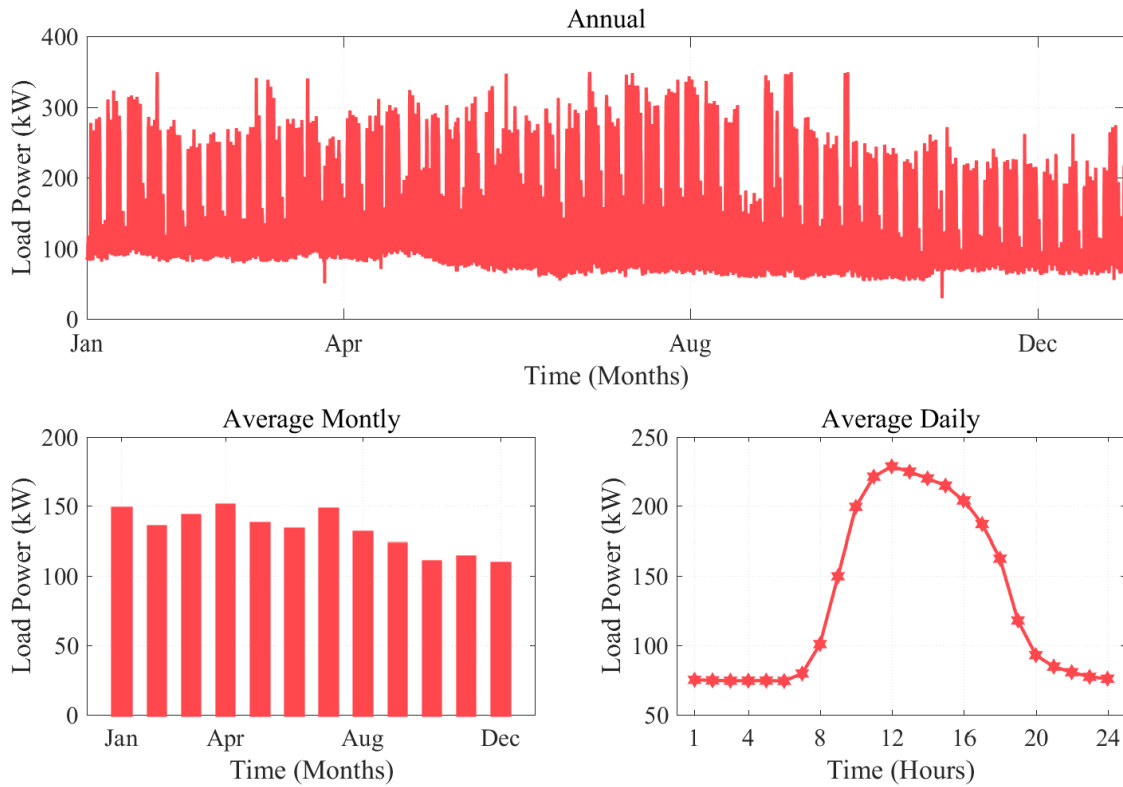 Annual
Load Power (kW)
400
300
200
100
0
Jan Apr Aug Dec
Time (Months)
Average Montly
Load Power (kW)
200
150
100
50
0
Jan Apr Aug Dec
Time (Months)
Average Daily
Load Power (kW)
250
200
150
100
50
1 4 8 12 16 20 24
Time (Hours)